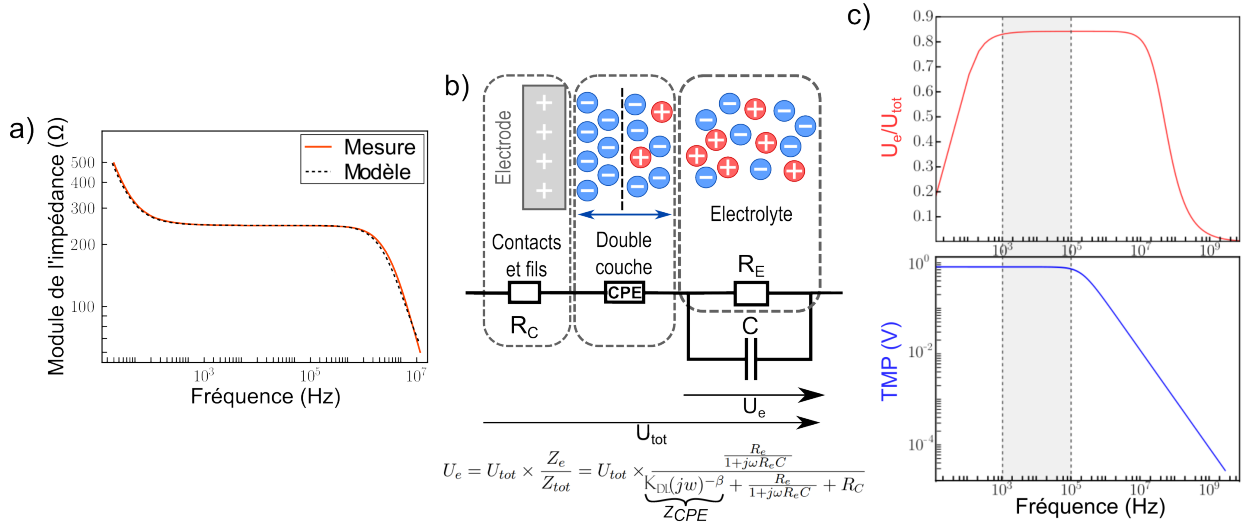 a)
Module de l'impédance (Ω)
500
300
200
100
Mesure
Modèle
10³ 10⁵ 10⁷
Fréquence (Hz)
b)
Electrode
Electrolyte
Contacts
et fils
Double
couche
CPE
R_E
R_C
C
U_e
U_tot
U_e = U_tot × Z_e / Z_tot = U_tot × (R_e / (1+jωR_eC)) / (K_DL(jw)^−β + R_e / (1+jωR_eC) + R_C)
Z_CPE
c)
U_e/U_tot
0.9
0.8
0.7
0.6
0.5
0.4
0.3
0.2
0.1
10³ 10⁵ 10⁷ 10⁹
TMP (V)
10⁰
10⁻²
10⁻⁴
10³ 10⁵ 10⁷ 10⁹
Fréquence (Hz)